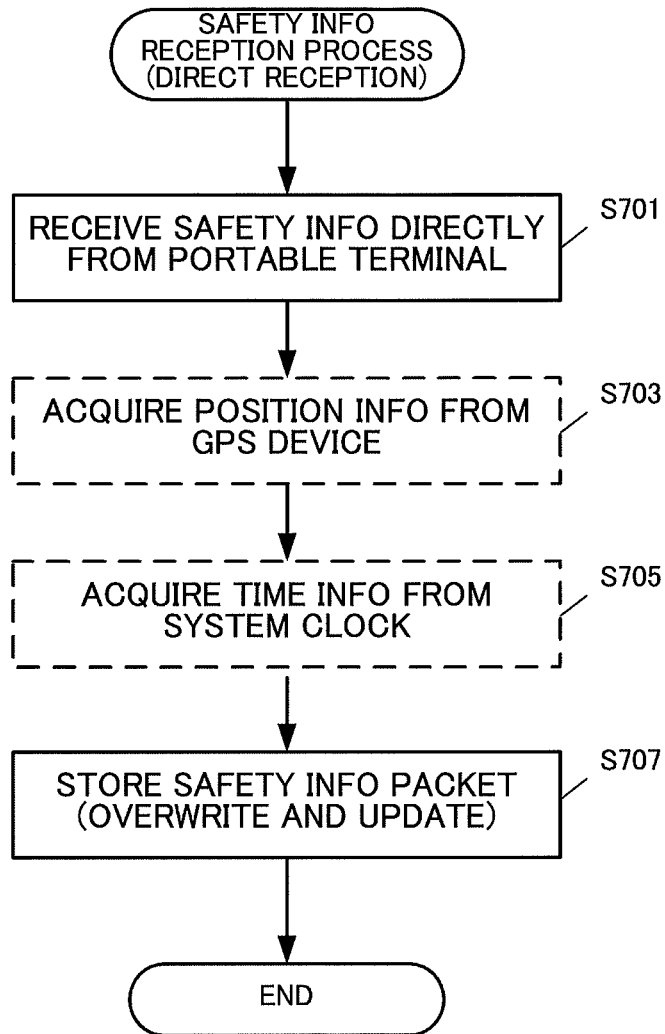 SAFETY INFO
RECEPTION PROCESS
(DIRECT RECEPTION)
RECEIVE SAFETY INFO DIRECTLY
FROM PORTABLE TERMINAL
S701
ACQUIRE POSITION INFO FROM
GPS DEVICE
S703
ACQUIRE TIME INFO FROM
SYSTEM CLOCK
S705
STORE SAFETY INFO PACKET
(OVERWRITE AND UPDATE)
S707
END